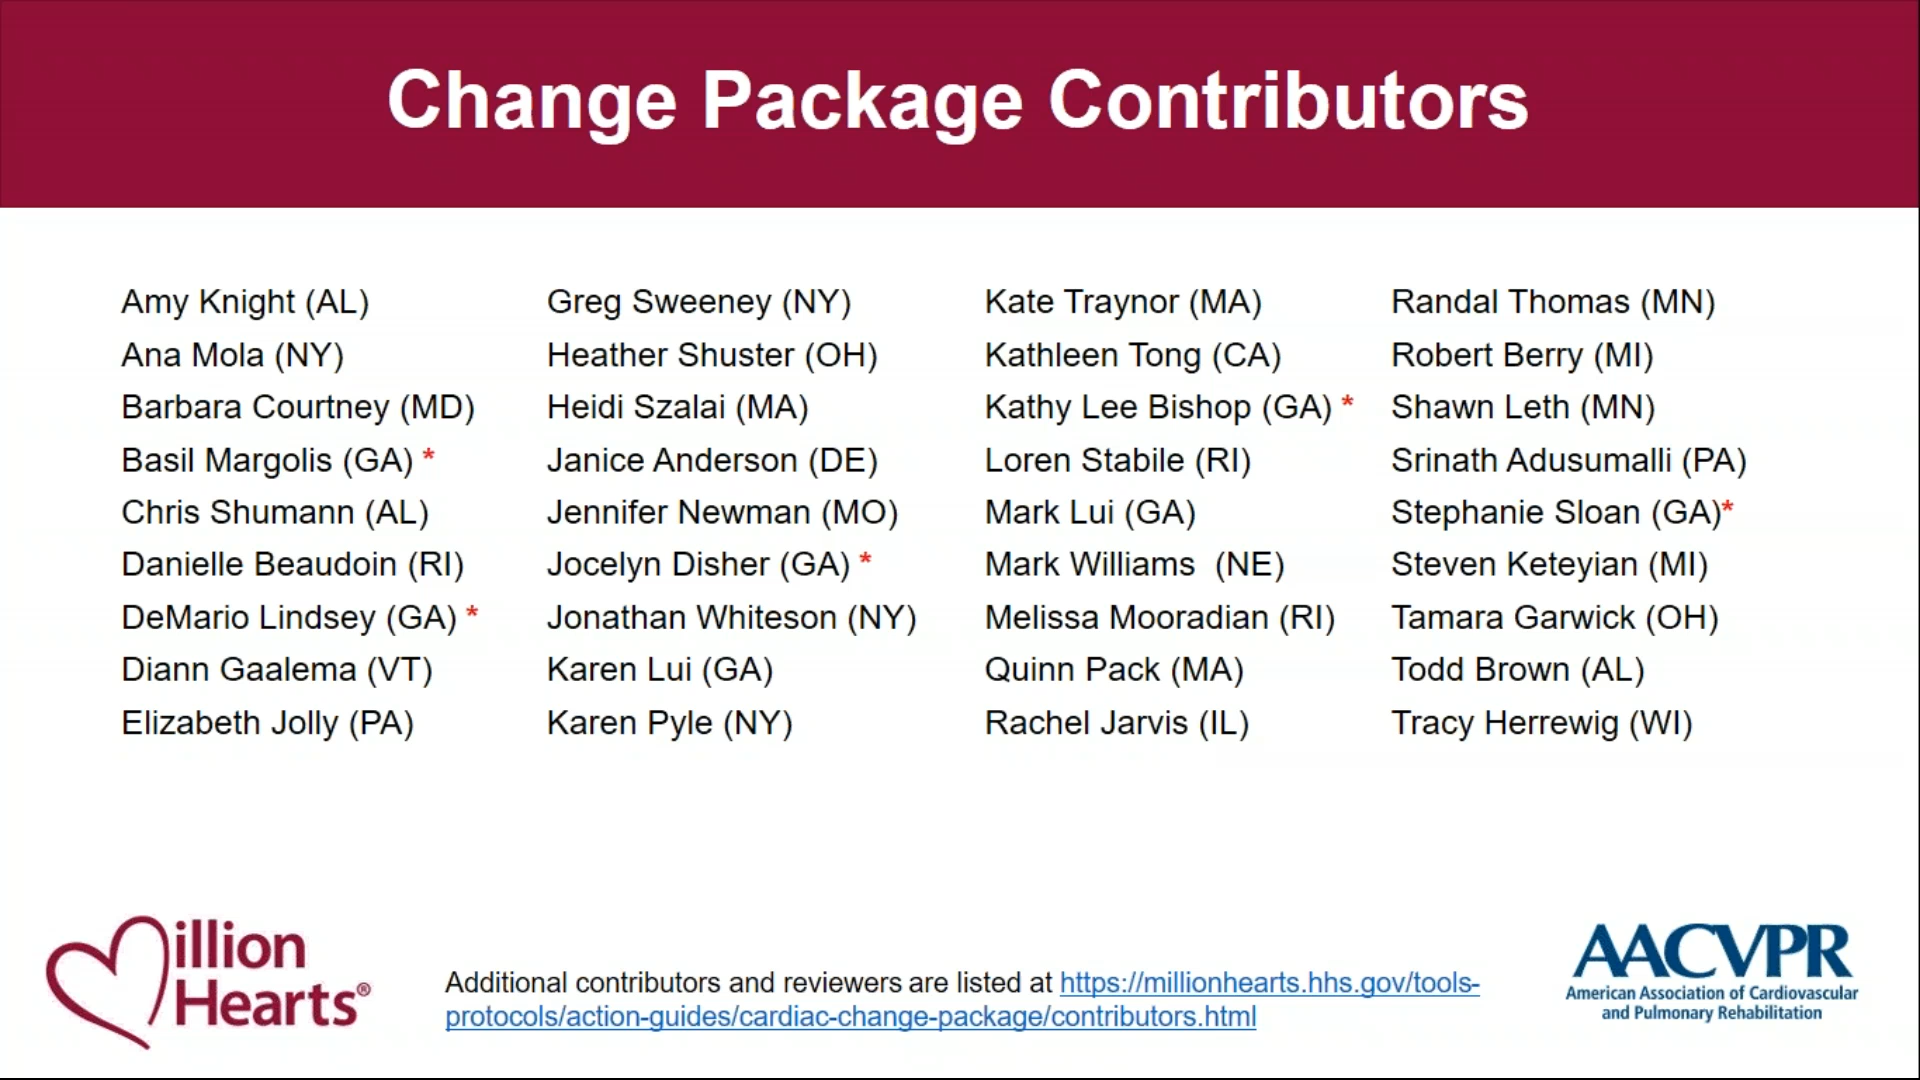 Change Package Contributors
Amy Knight (AL)
Ana Mola (NY)
Barbara Courtney (MD)
Basil Margolis (GA) *
Chris Shumann (AL)
Danielle Beaudoin (RI)
DeMario Lindsey (GA) *
Diann Gaalema (VT)
Elizabeth Jolly (PA)
Greg Sweeney (NY)
Heather Shuster (OH)
Heidi Szalai (MA)
Janice Anderson (DE)
Jennifer Newman (MO)
Jocelyn Disher (GA) *
Jonathan Whiteson (NY)
Karen Lui (GA)
Karen Pyle (NY)
Kate Traynor (MA)
Kathleen Tong (CA)
Kathy Lee Bishop (GA) *
Loren Stabile (RI)
Mark Lui (GA)
Mark Williams  (NE)
Melissa Mooradian (RI)
Quinn Pack (MA)
Rachel Jarvis (IL)
Randal Thomas (MN)
Robert Berry (MI)
Shawn Leth (MN)
Srinath Adusumalli (PA)
Stephanie Sloan (GA)*
Steven Keteyian (MI)
Tamara Garwick (OH)
Todd Brown (AL)
Tracy Herrewig (WI)
Million
Hearts®
Additional contributors and reviewers are listed at https://millionhearts.hhs.gov/tools-
protocols/action-guides/cardiac-change-package/contributors.html
AACVPR
American Association of Cardiovascular
and Pulmonary Rehabilitation